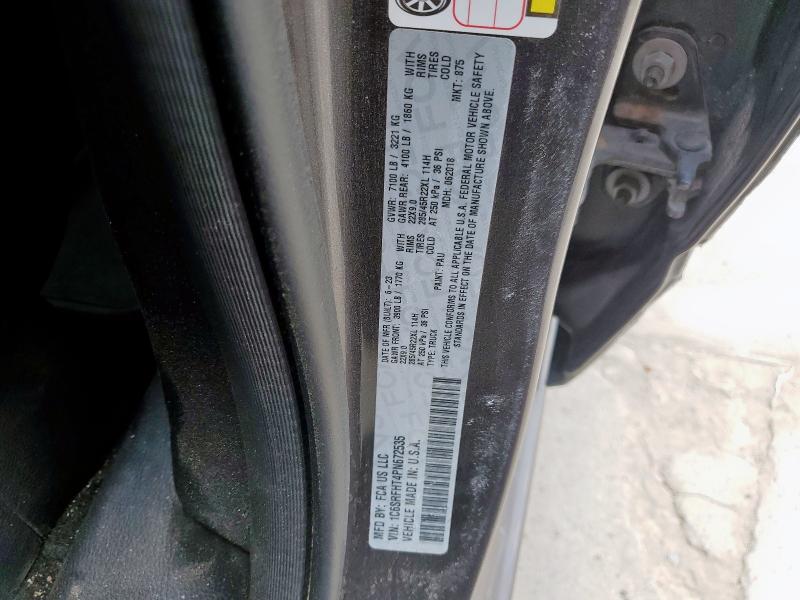 MFD BY: FCA US LLC
VIN: 1C6SRFHT4PN672535
VEHICLE MADE IN: U.S.A.
DATE OF MFR (BUILT): 6-23
GAWR FRONT: 3900 LB / 1770 KG WITH
22X9.0 RIMS
285/45R22XL 114H TIRES
AT 250 kPa / 36 PSI COLD
TYPE: TRUCK PAINT: PAU
GVWR: 7100 LB / 3221 KG
GAWR REAR: 4100 LB / 1860 KG WITH
22X9.0 RIMS
285/45R22XL 114H TIRES
AT 250 kPa / 36 PSI COLD
MDH: 062018 MKT: 875
THIS VEHICLE CONFORMS TO ALL APPLICABLE U.S.A. FEDERAL MOTOR VEHICLE SAFETY
STANDARDS IN EFFECT ON THE DATE OF MANUFACTURE SHOWN ABOVE.